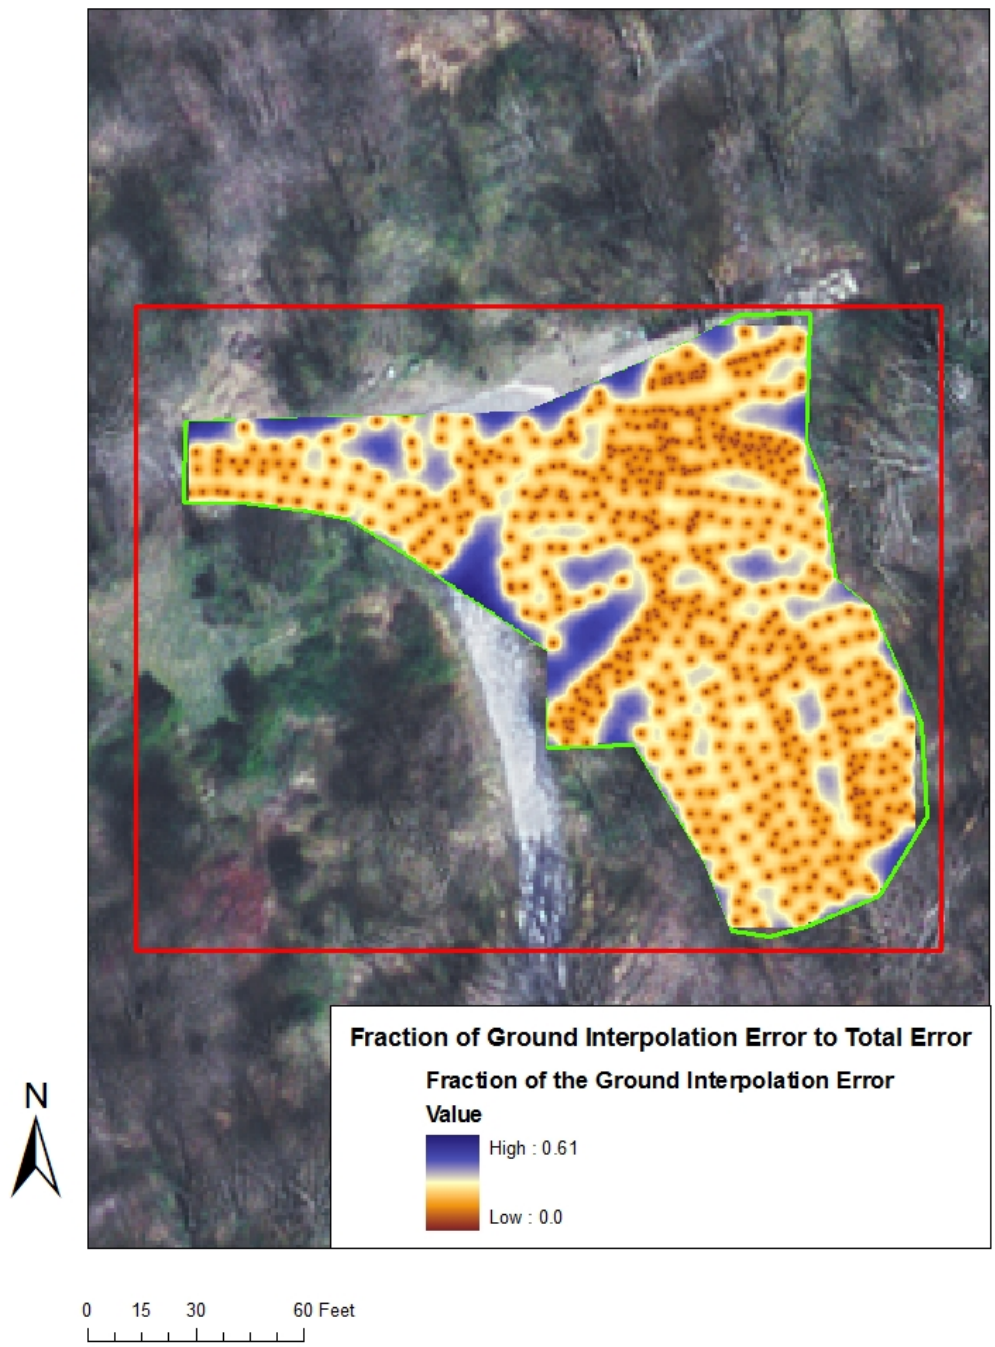 Fraction of Ground Interpolation Error to Total Error
Fraction of the Ground Interpolation Error
Value
High : 0.61
Low : 0.0
N
0 15 30 60 Feet